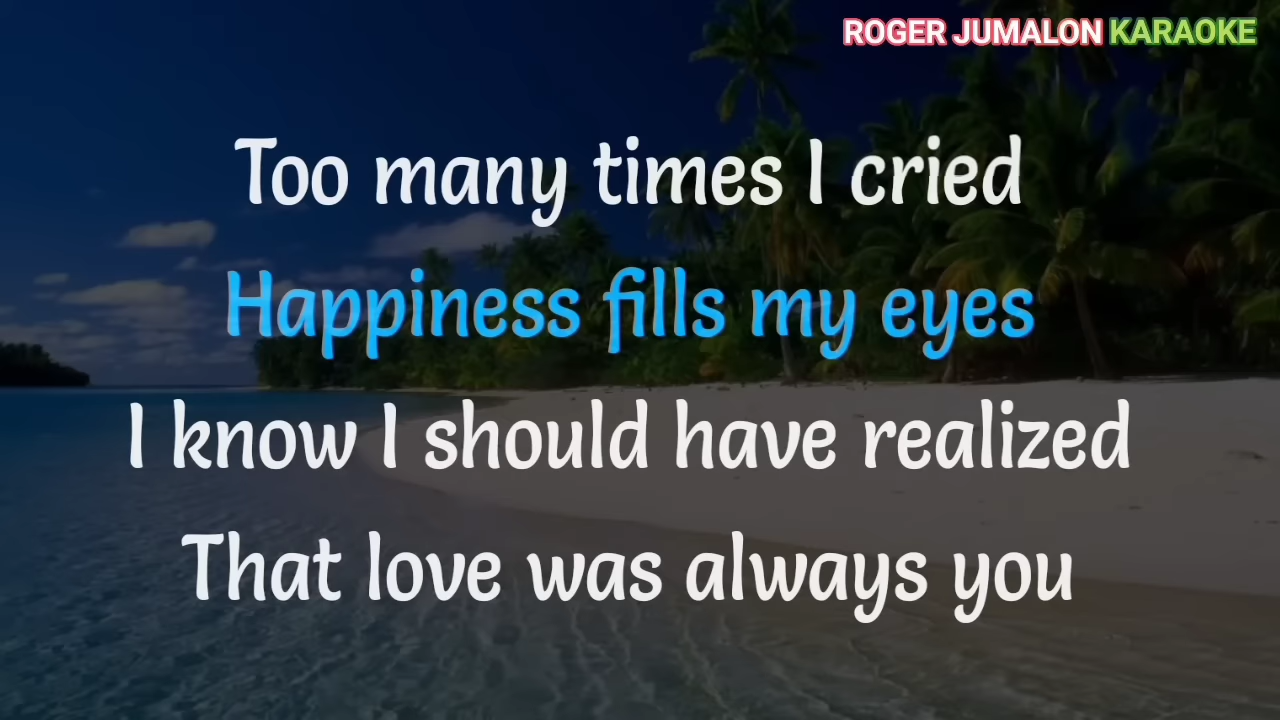 ROGER JUMALON KARAOKE
Too many times I cried
Happiness fills my eyes
I know I should have realized
That love was always you